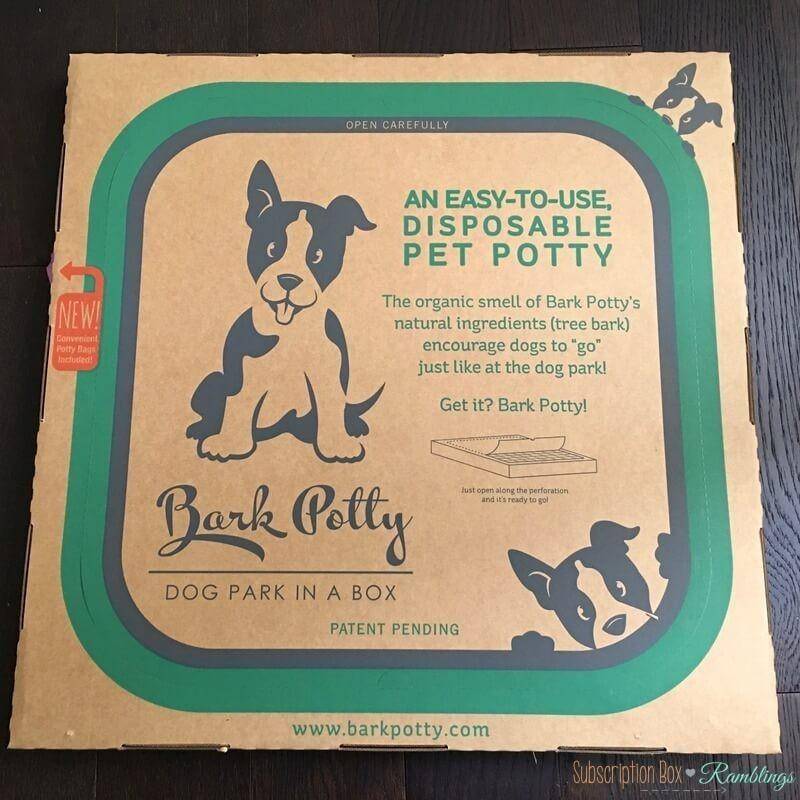 OPEN CAREFULLY
AN EASY-TO-USE,
DISPOSABLE
PET POTTY
NEW!
Convenient
Potty Bags
Included!
The organic smell of Bark Potty's
natural ingredients (tree bark)
encourage dogs to "go"
just like at the dog park!
Get it? Bark Potty!
Just open along the perforation
and it's ready to go!
Bark Potty
DOG PARK IN A BOX
PATENT PENDING
www.barkpotty.com
Subscription Box Ramblings